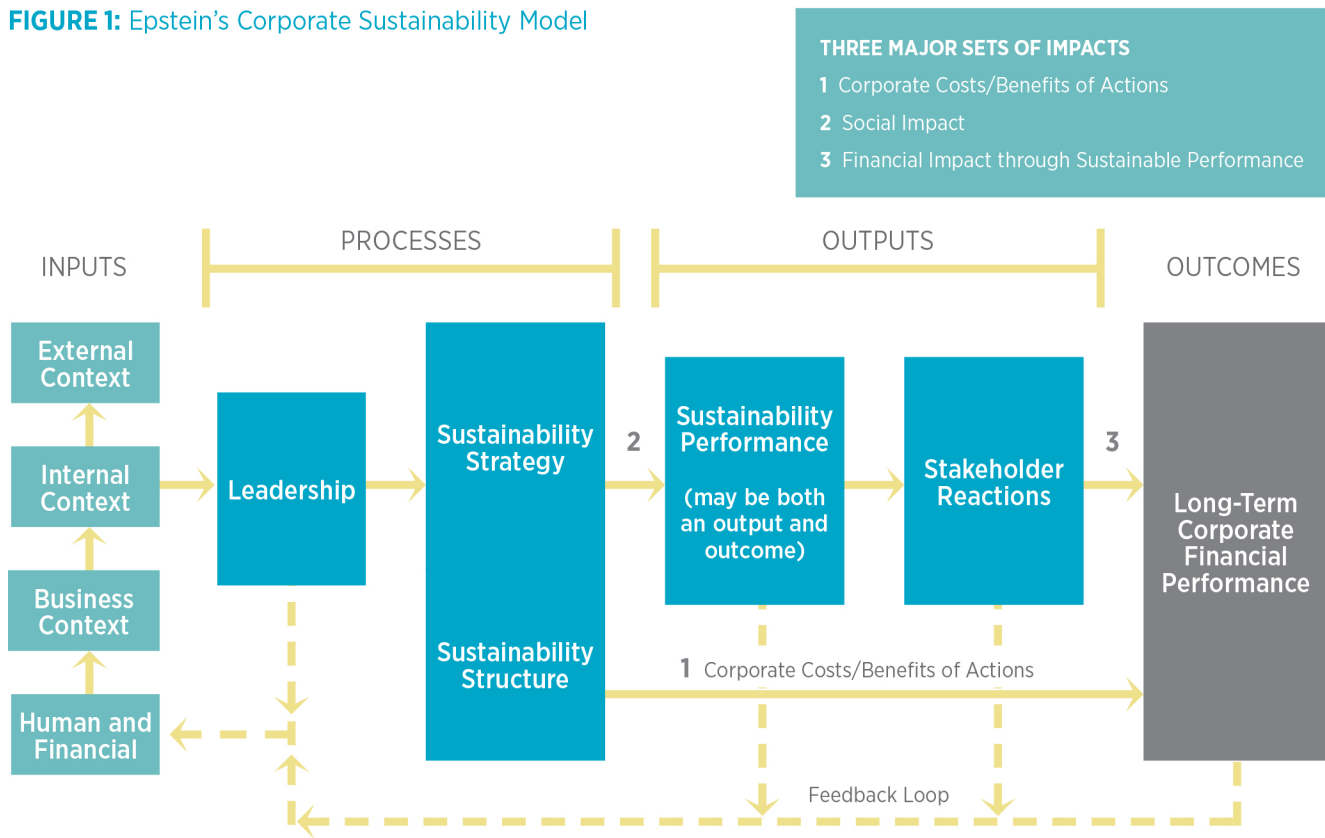 FIGURE 1: Epstein’s Corporate Sustainability Model
THREE MAJOR SETS OF IMPACTS
1 Corporate Costs/Benefits of Actions
2 Social Impact
3 Financial Impact through Sustainable Performance
INPUTS
PROCESSES
OUTPUTS
OUTCOMES
External
Context
Internal
Context
Business
Context
Human and
Financial
Leadership
Sustainability
Strategy
Sustainability
Structure
2
Sustainability
Performance
(may be both
an output and
outcome)
Stakeholder
Reactions
3
Long-Term
Corporate
Financial
Performance
1 Corporate Costs/Benefits of Actions
Feedback Loop